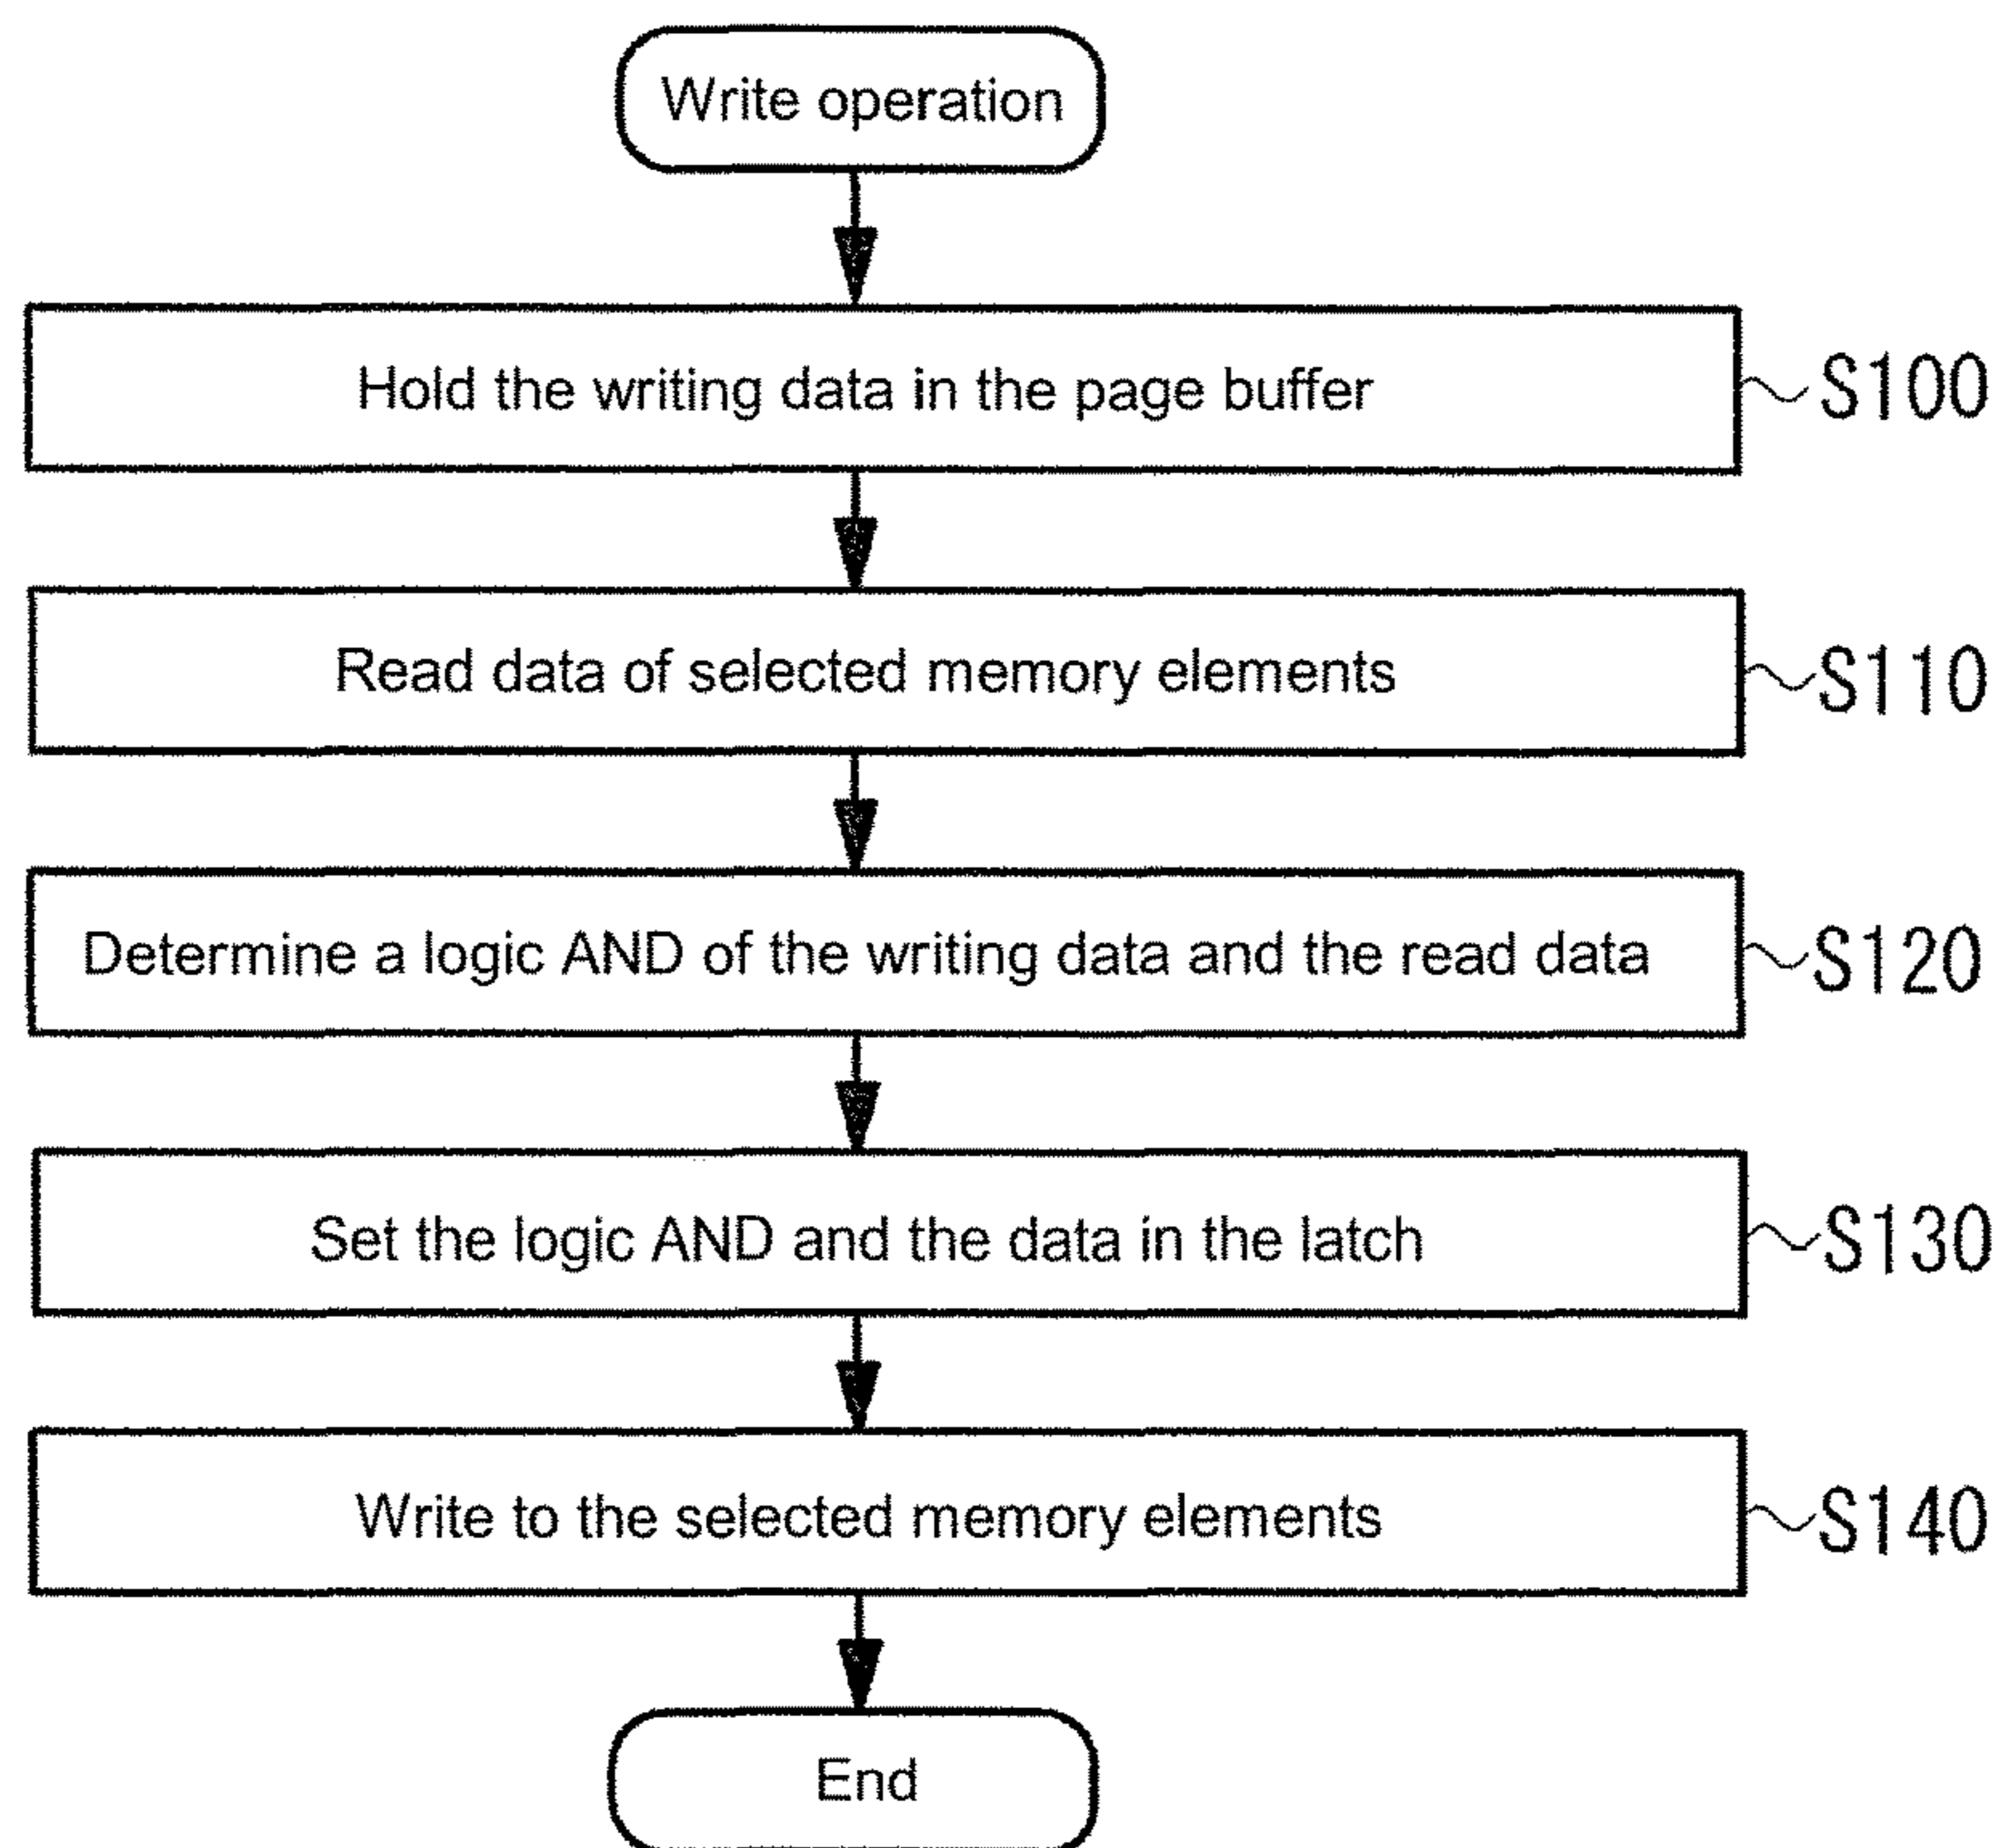 Write operation
Hold the writing data in the page buffer
S100
Read data of selected memory elements
S110
Determine a logic AND of the writing data and the read data
S120
Set the logic AND and the data in the latch
S130
Write to the selected memory elements
S140
End